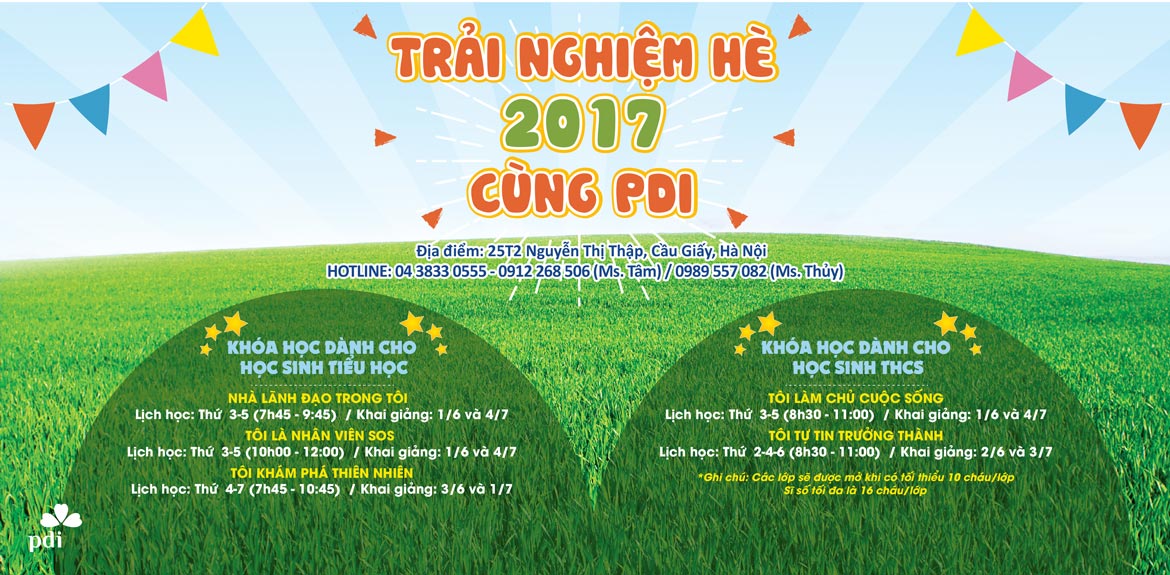 TRẢI NGHIỆM HÈ
2017
CÙNG PDI
Địa điểm: 25T2 Nguyễn Thị Thập, Cầu Giấy, Hà Nội
HOTLINE: 04 3833 0555 - 0912 268 506 (Ms. Tâm) / 0989 557 082 (Ms. Thủy)
KHÓA HỌC DÀNH CHO
HỌC SINH TIỂU HỌC
NHÀ LÃNH ĐẠO TRONG TÔI
Lịch học: Thứ 3-5 (7h45 - 9:45) / Khai giảng: 1/6 và 4/7
TÔI LÀ NHÂN VIÊN SOS
Lịch học: Thứ 3-5 (10h00 - 12:00) / Khai giảng: 1/6 và 4/7
TÔI KHÁM PHÁ THIÊN NHIÊN
Lịch học: Thứ 4-7 (7h45 - 10:45) / Khai giảng: 3/6 và 1/7
KHÓA HỌC DÀNH CHO
HỌC SINH THCS
TÔI LÀM CHỦ CUỘC SỐNG
Lịch học: Thứ 3-5 (8h30 - 11:00) / Khai giảng: 1/6 và 4/7
TÔI TỰ TIN TRƯỞNG THÀNH
Lịch học: Thứ 2-4-6 (8h30 - 11:00) / Khai giảng: 2/6 và 3/7
*Ghi chú: Các lớp sẽ được mở khi có tối thiểu 10 cháu/lớp
Sĩ số tối đa là 16 cháu/lớp
pdi